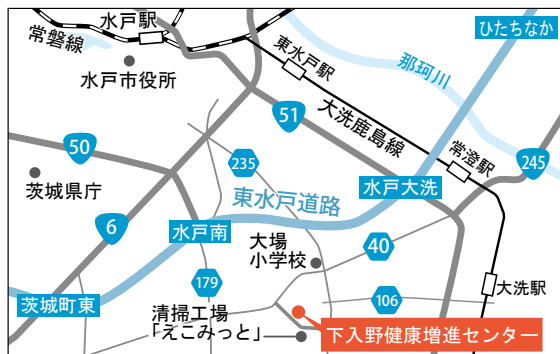 水戸駅
常磐線
水戸市役所
ひたちなか
東水戸駅
那珂川
51
大洗鹿島線
常澄駅
245
50
235
茨城県庁
東水戸道路
水戸大洗
6
水戸南
大場
小学校
40
179
茨城町東
清掃工場
「えこみっと」
106
大洗駅
下入野健康増進センター